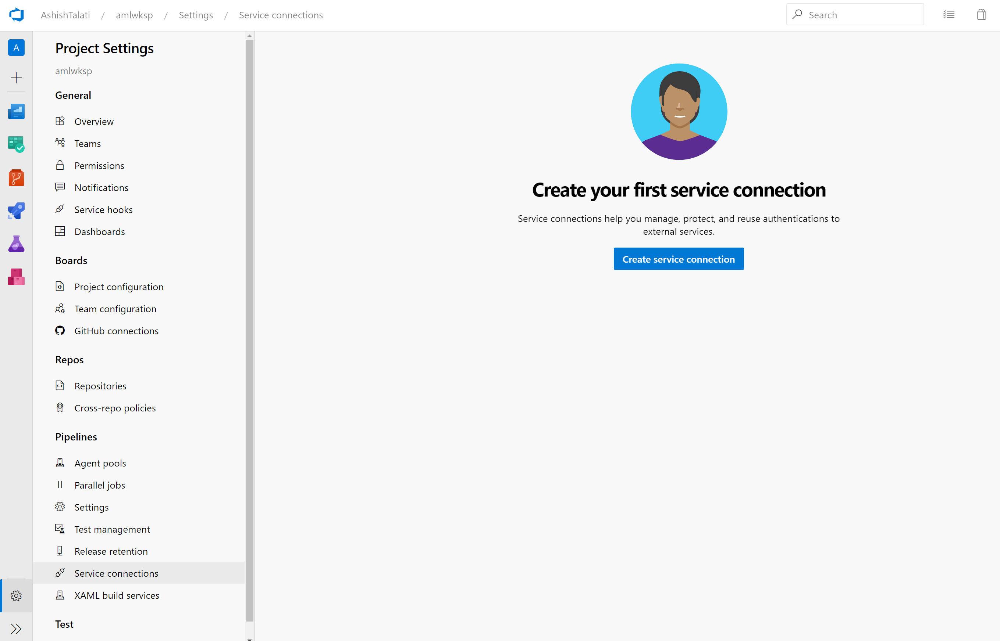 AshishTalati / amlwksp / Settings / Service connections
Search
A
Project Settings
amlwksp
General
Overview
Teams
Permissions
Notifications
Service hooks
Dashboards
Boards
Project configuration
Team configuration
GitHub connections
Repos
Repositories
Cross-repo policies
Pipelines
Agent pools
Parallel jobs
Settings
Test management
Release retention
Service connections
XAML build services
Test
Create your first service connection
Service connections help you manage, protect, and reuse authentications to
external services.
Create service connection